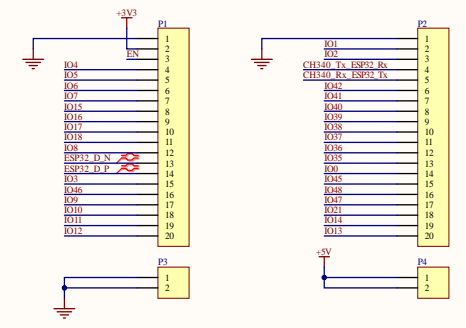 P1
+3V3
1
2
EN
3
IO4
4
IO5
5
IO6
6
IO7
7
IO15
8
IO16
9
IO17
10
IO18
11
IO8
12
ESP32_D_N
13
ESP32_D_P
14
IO3
15
IO46
16
IO9
17
IO10
18
IO11
19
IO12
20
P2
1
IO1
2
IO2
3
CH340_Tx_ESP32_Rx
4
CH340_Rx_ESP32_Tx
5
IO42
6
IO41
7
IO40
8
IO39
9
IO38
10
IO37
11
IO36
12
IO35
13
IO0
14
IO45
15
IO48
16
IO47
17
IO21
18
IO14
19
IO13
20
P3
1
2
P4
+5V
1
2